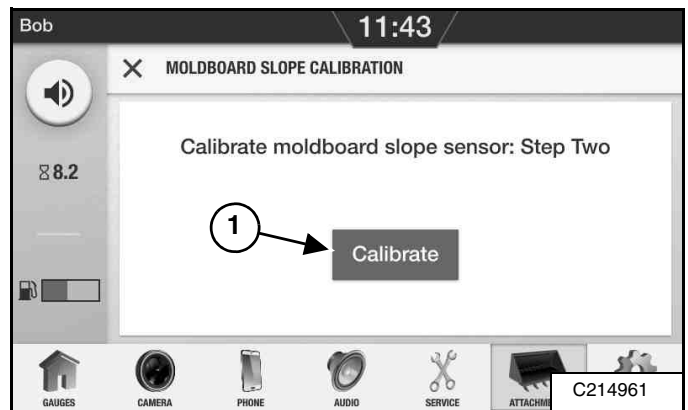 Bob
11:43
MOLDBOARD SLOPE CALIBRATION
8.2
Calibrate moldboard slope sensor: Step Two
1
Calibrate
GAUGES CAMERA PHONE AUDIO SERVICE ATTACHM
C214961